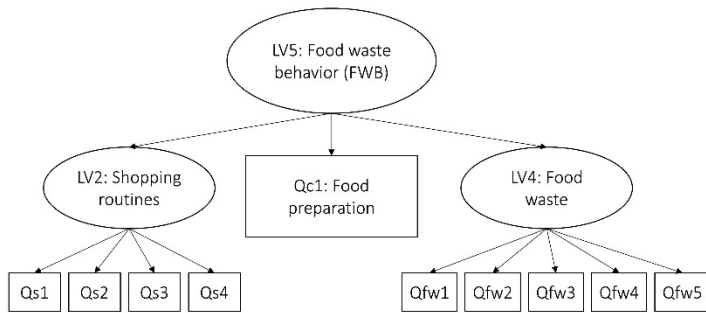 LV5: Food waste
behavior (FWB)
LV2: Shopping
routines
Qc1: Food
preparation
LV4: Food
waste
Qs1
Qs2
Qs3
Qs4
Qfw1
Qfw2
Qfw3
Qfw4
Qfw5